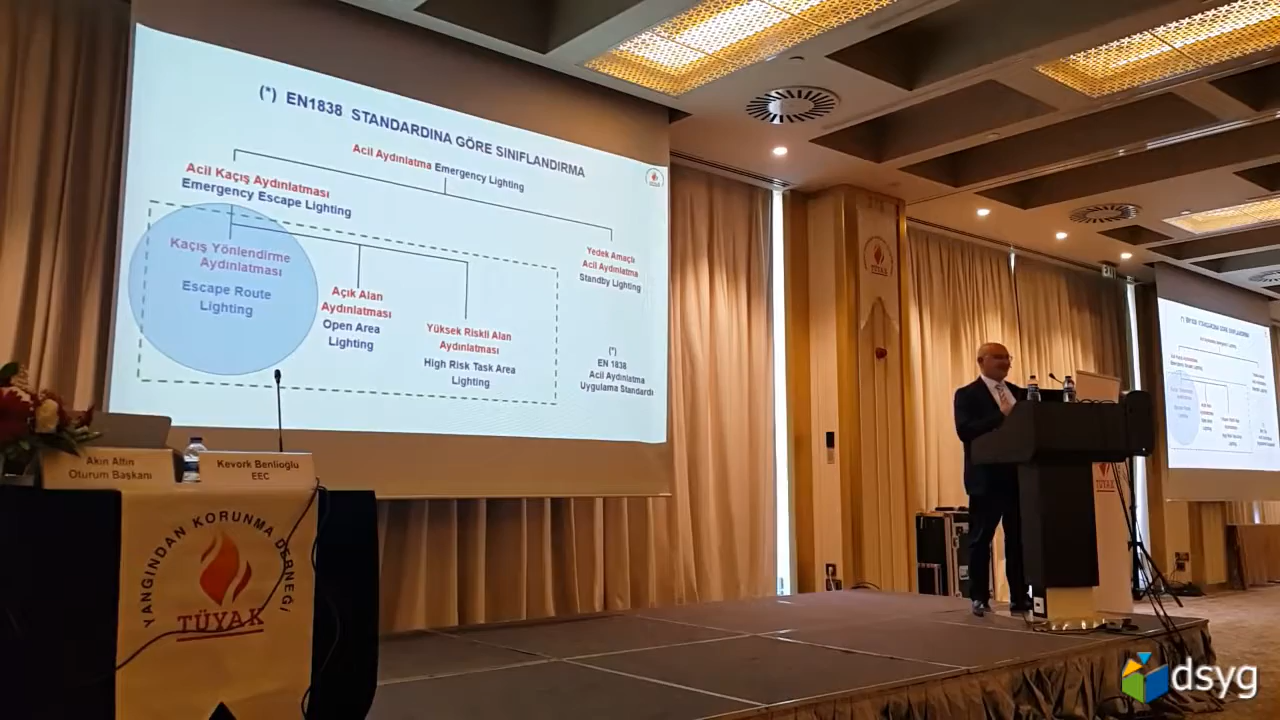 (*) EN1838 STANDARDINA GÖRE SINIFLANDIRMA
Acil Aydınlatma Emergency Lighting
Acil Kaçış Aydınlatması
Emergency Escape Lighting
Kaçış Yönlendirme
Aydınlatması
Escape Route
Lighting
Açık Alan
Aydınlatması
Open Area
Lighting
Yüksek Riskli Alan
Aydınlatması
High Risk Task Area
Lighting
Yedek Amaçlı
Acil Aydınlatma
Standby Lighting
(*)
EN 1838
Acil Aydınlatma
Uygulama Standardı
Akın Altın
Oturum Başkanı
Kevork Benlioğlu
EEC
YANGINDAN KORUNMA DERNEĞİ
TÜYAK
TÜYAK
TÜYAK
dsyg